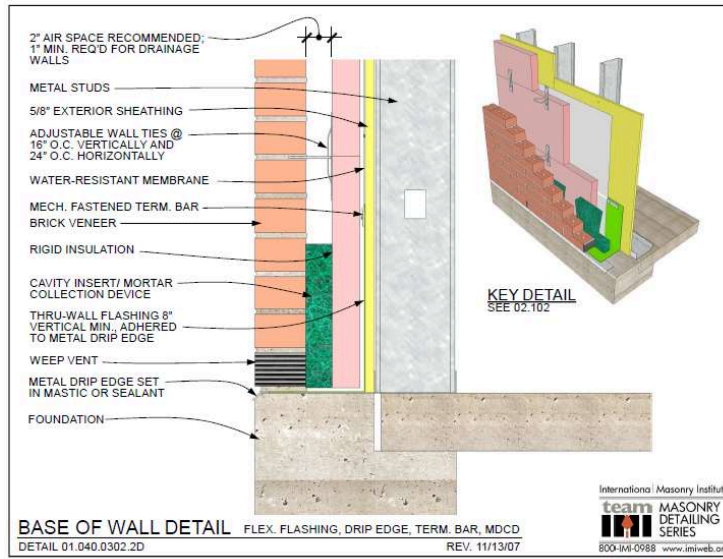 2" AIR SPACE RECOMMENDED;
1" MIN. REQ'D FOR DRAINAGE
WALLS
METAL STUDS
5/8" EXTERIOR SHEATHING
ADJUSTABLE WALL TIES @
16" O.C. VERTICALLY AND
24" O.C. HORIZONTALLY
WATER-RESISTANT MEMBRANE
MECH. FASTENED TERM. BAR
BRICK VENEER
RIGID INSULATION
CAVITY INSERT/ MORTAR
COLLECTION DEVICE
THRU-WALL FLASHING 8"
VERTICAL MIN., ADHERED
TO METAL DRIP EDGE
WEEP VENT
METAL DRIP EDGE SET
IN MASTIC OR SEALANT
FOUNDATION
KEY DETAIL
SEE 02.102
BASE OF WALL DETAIL FLEX. FLASHING, DRIP EDGE, TERM. BAR, MDCD
DETAIL 01.040.0302.2D REV. 11/13/07
International Masonry Institute
team MASONRY
DETAILING
SERIES
800-IMI-0988 www.imiweb.org